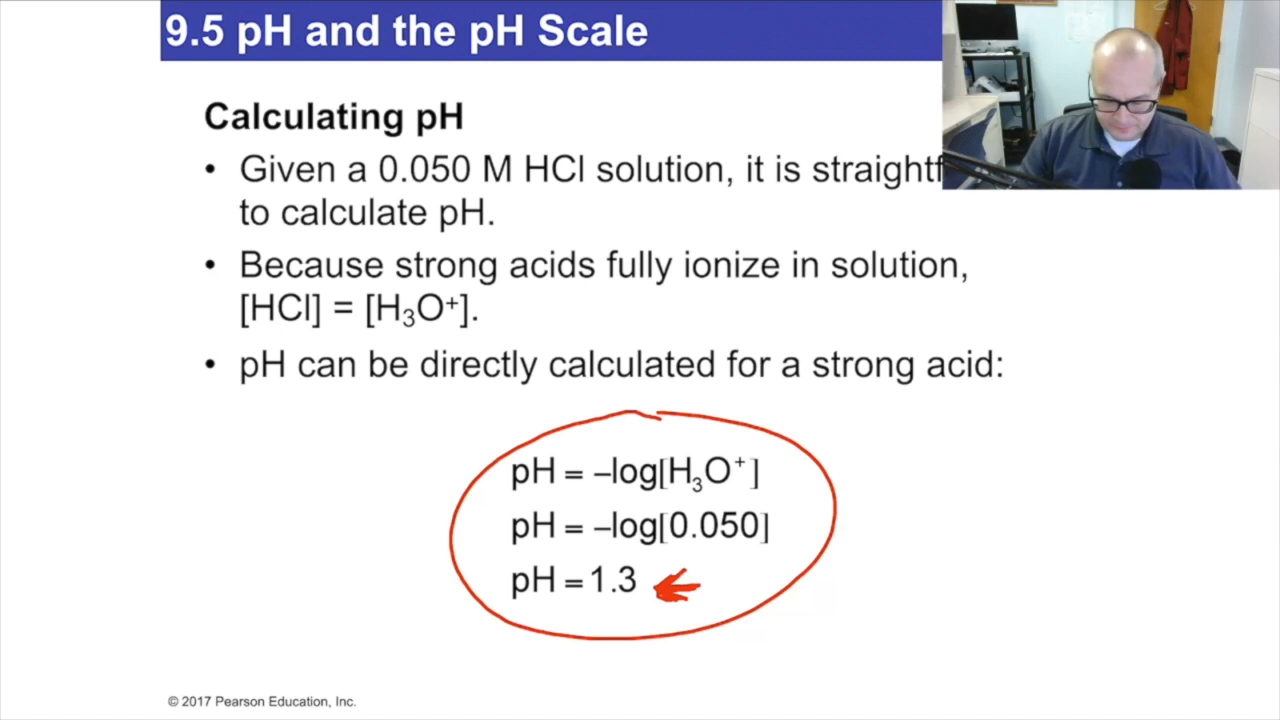 9.5 pH and the pH Scale
Calculating pH
• Given a 0.050 M HCl solution, it is
to calculate pH.
• Because strong acids fully ionize in solution,
[HCl] = [H₃O⁺].
• pH can be directly calculated for a strong acid:
pH = –log[H₃O⁺]
pH = –log[0.050]
pH = 1.3
© 2017 Pearson Education, Inc.